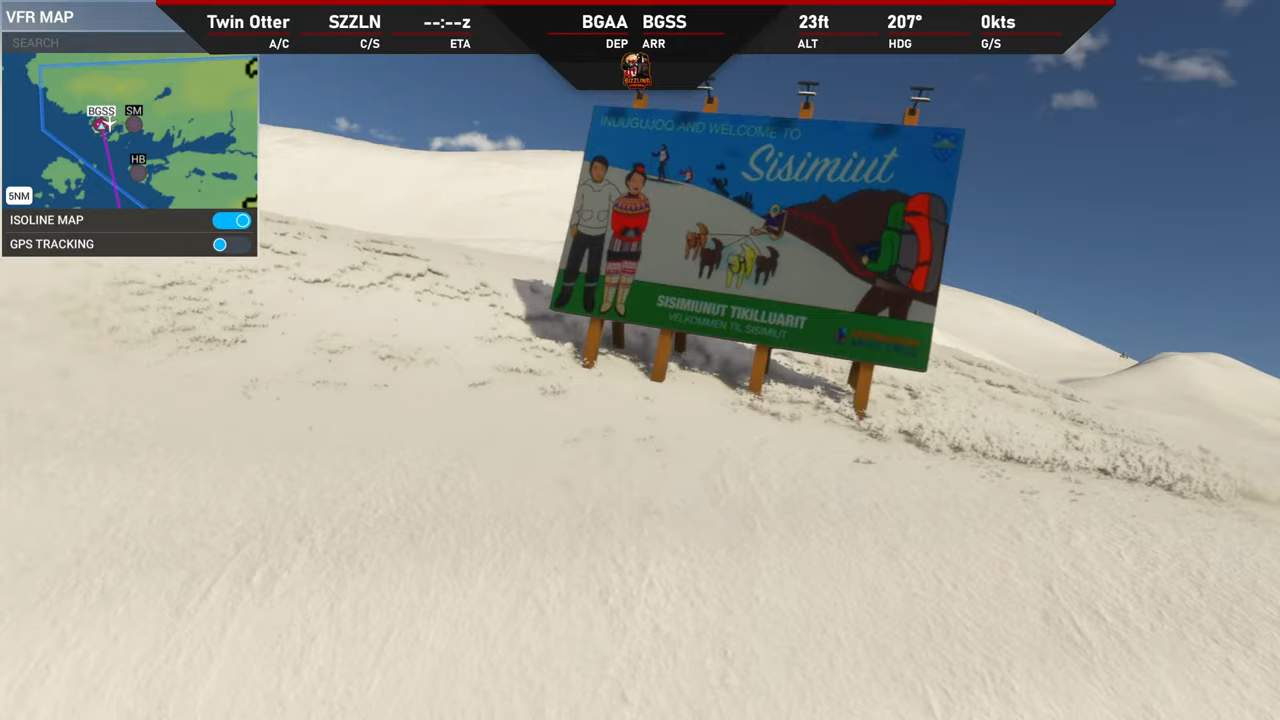 VFR MAP
SEARCH
BGSS
SM
HB
5NM
ISOLINE MAP
GPS TRACKING
Twin Otter SZZLN --:--z
A/C C/S ETA
BGAA BGSS
DEP ARR
23ft 207° 0kts
ALT HDG G/S
INUUGUJOQ AND WELCOME TO
Sisimiut
SISIMIUNUT TIKILLUARIT
VELKOMMEN TIL SISIMIUT